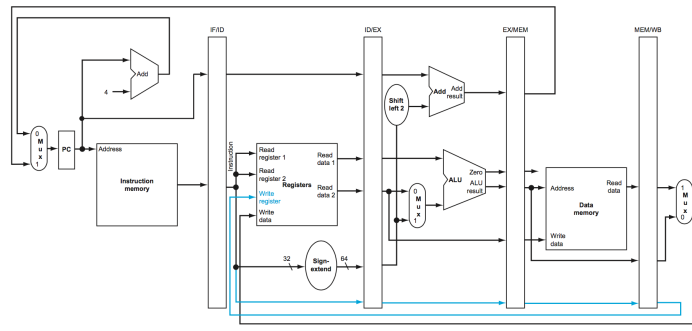 IF/ID
ID/EX
EX/MEM
MEM/WB
Add
4
Add
Add
result
Shift
left 2
0
M
u
x
1
PC
Address
Instruction
memory
Instruction
Read
register 1
Read
register 2
Write
register
Write
data
Registers
Read
data 1
Read
data 2
0
M
u
x
1
Zero
ALU
ALU
result
Address
Read
data
Data
memory
Write
data
1
M
u
x
0
32
Sign-
extend
64